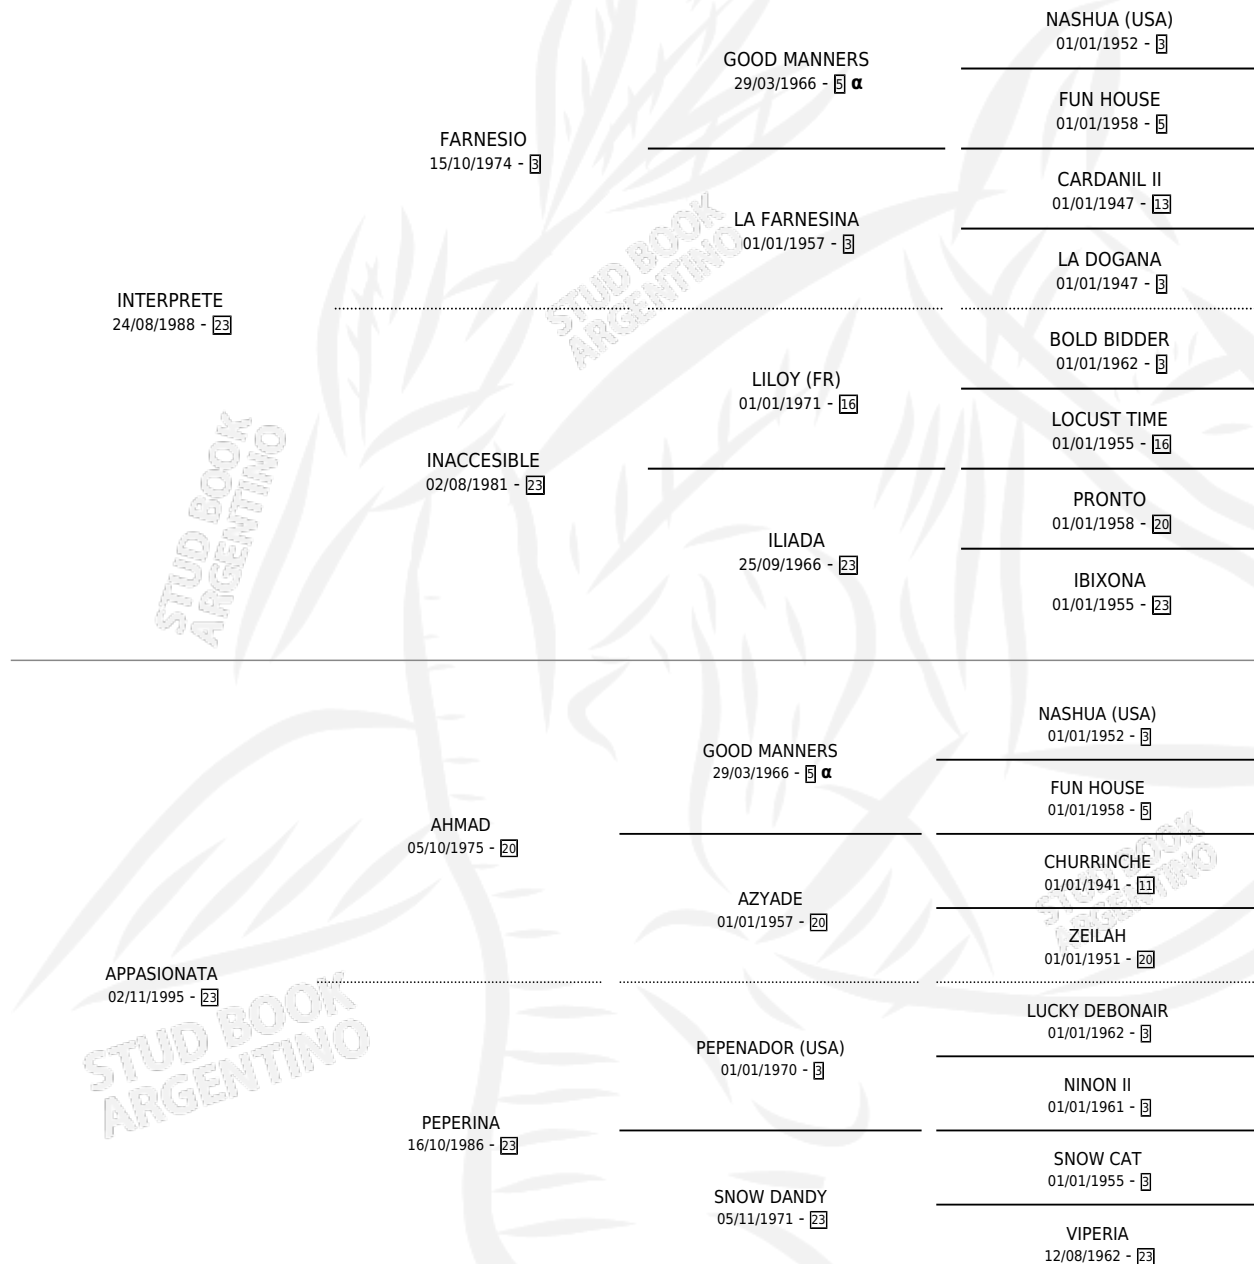 NASHUA (USA)
01/01/1952 - 3
GOOD MANNERS
29/03/1966 - 5 α
FUN HOUSE
01/01/1958 - 5
FARNESIO
15/10/1974 - 3
CARDANIL II
01/01/1947 - 13
LA FARNESINA
01/01/1957 - 3
LA DOGANA
01/01/1947 - 3
INTERPRETE
24/08/1988 - 23
BOLD BIDDER
01/01/1962 - 3
LILOY (FR)
01/01/1971 - 16
LOCUST TIME
01/01/1955 - 16
INACCESIBLE
02/08/1981 - 23
PRONTO
01/01/1958 - 20
ILIADA
25/09/1966 - 23
IBIXONA
01/01/1955 - 23
STUD BOOK
ARGENTINO
STUD BOOK
ARGENTINO
NASHUA (USA)
01/01/1952 - 3
GOOD MANNERS
29/03/1966 - 5 α
FUN HOUSE
01/01/1958 - 5
AHMAD
05/10/1975 - 20
CHURRINCHE
01/01/1941 - 11
AZYADE
01/01/1957 - 20
ZEILAH
01/01/1951 - 20
APPASIONATA
02/11/1995 - 23
LUCKY DEBONAIR
01/01/1962 - 3
PEPENADOR (USA)
01/01/1970 - 3
NINON II
01/01/1961 - 3
PEPERINA
16/10/1986 - 23
SNOW CAT
01/01/1955 - 3
SNOW DANDY
05/11/1971 - 23
VIPERIA
12/08/1962 - 23
STUD BOOK
ARGENTINO
STUD BOOK
ARGENTINO